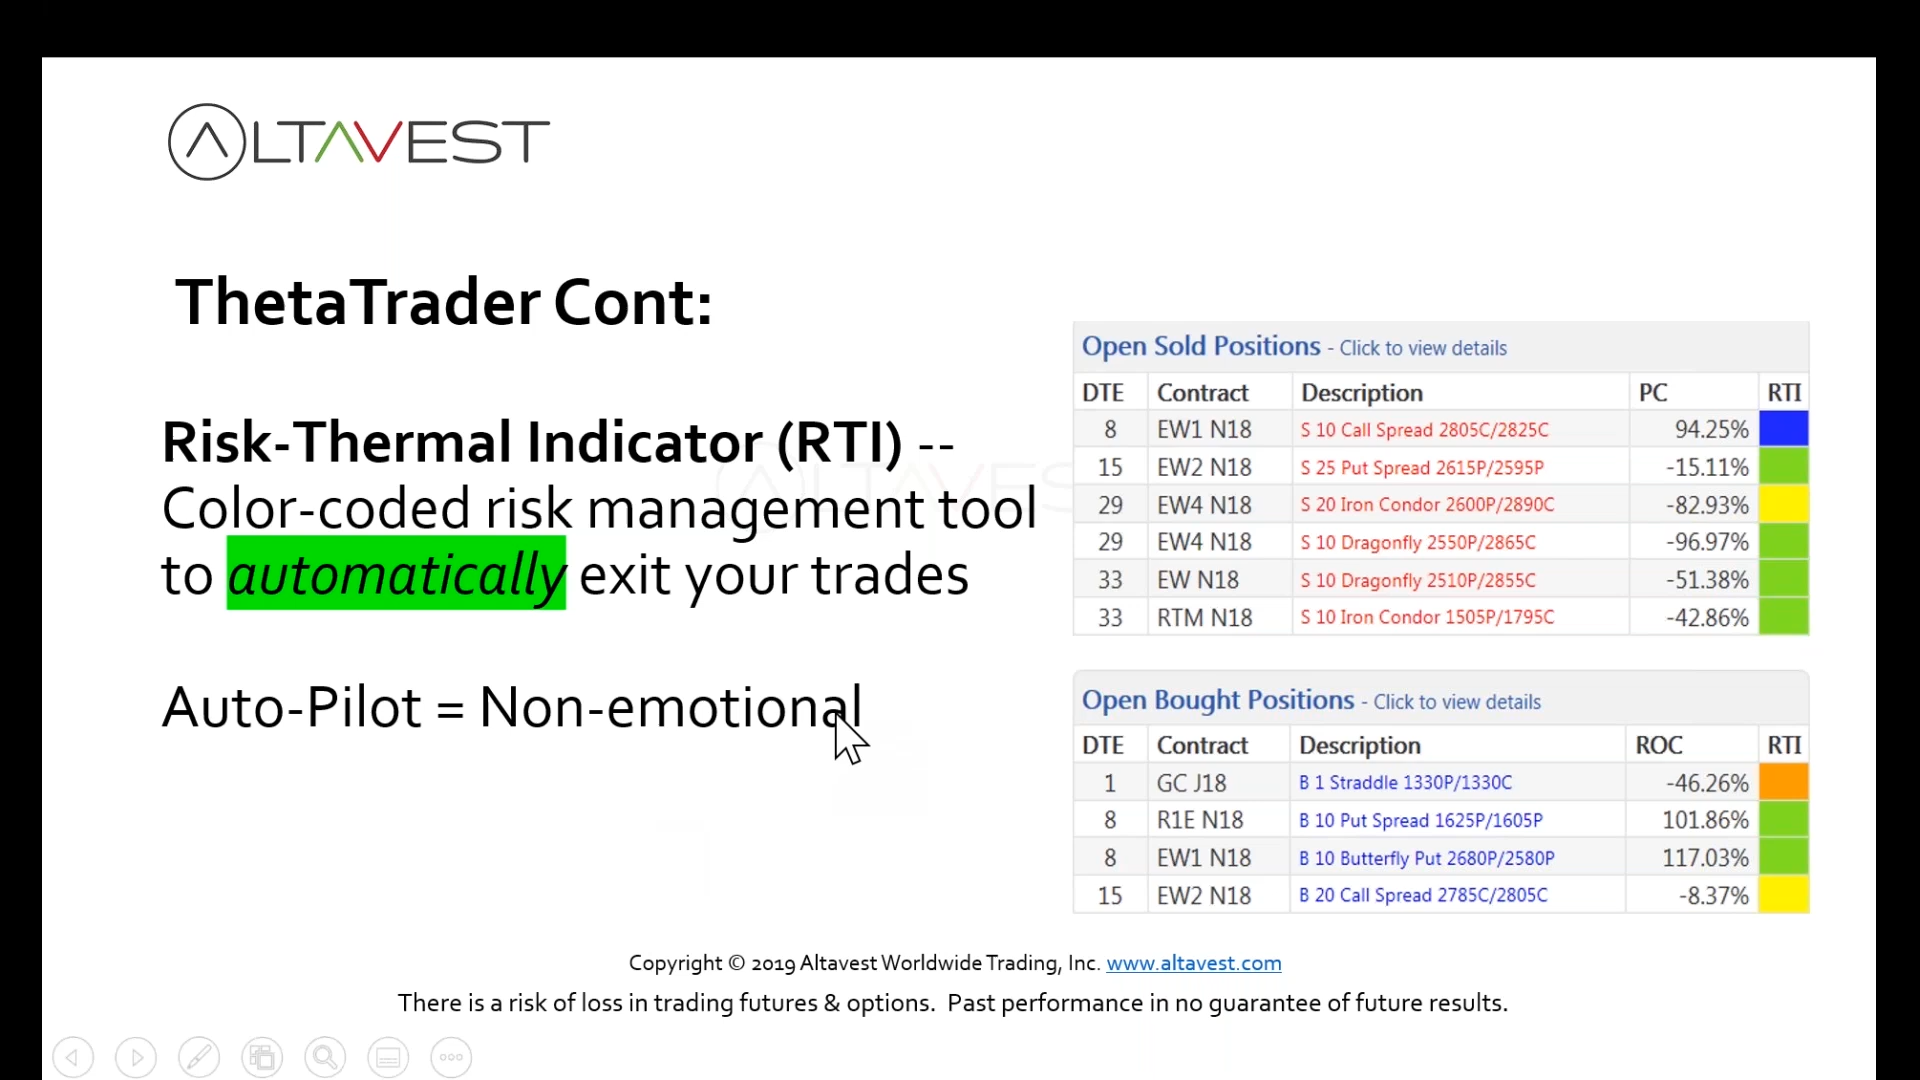 ALTAVEST
ThetaTrader Cont:
Risk-Thermal Indicator (RTI) --
Color-coded risk management tool
to automatically exit your trades
Auto-Pilot = Non-emotional
Open Sold Positions - Click to view details
DTE Contract Description PC RTI
8 EW1 N18 S 10 Call Spread 2805C/2825C 94.25%
15 EW2 N18 S 25 Put Spread 2615P/2595P -15.11%
29 EW4 N18 S 20 Iron Condor 2600P/2890C -82.93%
29 EW4 N18 S 10 Dragonfly 2550P/2865C -96.97%
33 EW N18 S 10 Dragonfly 2510P/2855C -51.38%
33 RTM N18 S 10 Iron Condor 1505P/1795C -42.86%
Open Bought Positions - Click to view details
DTE Contract Description ROC RTI
1 GC J18 B 1 Straddle 1330P/1330C -46.26%
8 R1E N18 B 10 Put Spread 1625P/1605P 101.86%
8 EW1 N18 B 10 Butterfly Put 2680P/2580P 117.03%
15 EW2 N18 B 20 Call Spread 2785C/2805C -8.37%
Copyright © 2019 Altavest Worldwide Trading, Inc. www.altavest.com
There is a risk of loss in trading futures & options. Past performance in no guarantee of future results.